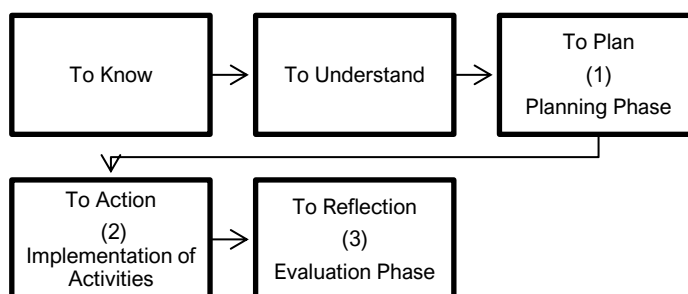 To Know
To Understand
To Plan
(1)
Planning Phase
To Action
(2)
Implementation of
Activities
To Reflection
(3)
Evaluation Phase